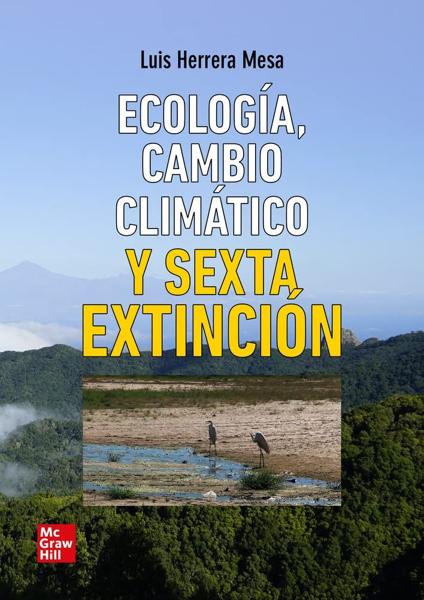 Luis Herrera Mesa
ECOLOGÍA,
CAMBIO
CLIMÁTICO
Y SEXTA
EXTINCIÓN
Mc
Graw
Hill